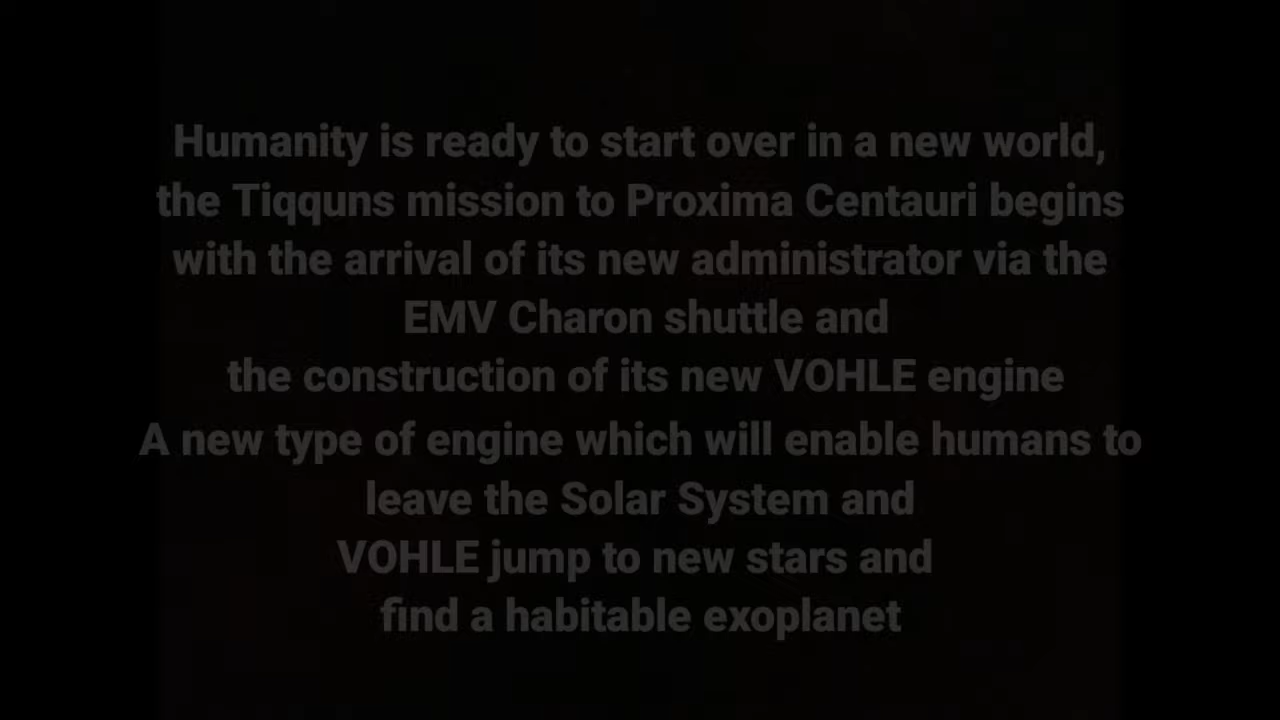 Humanity is ready to start over in a new world,
the Tiqquns mission to Proxima Centauri begins
with the arrival of its new administrator via the
EMV Charon shuttle and
the construction of its new VOHLE engine
A new type of engine which will enable humans to
leave the Solar System and
VOHLE jump to new stars and
find a habitable exoplanet